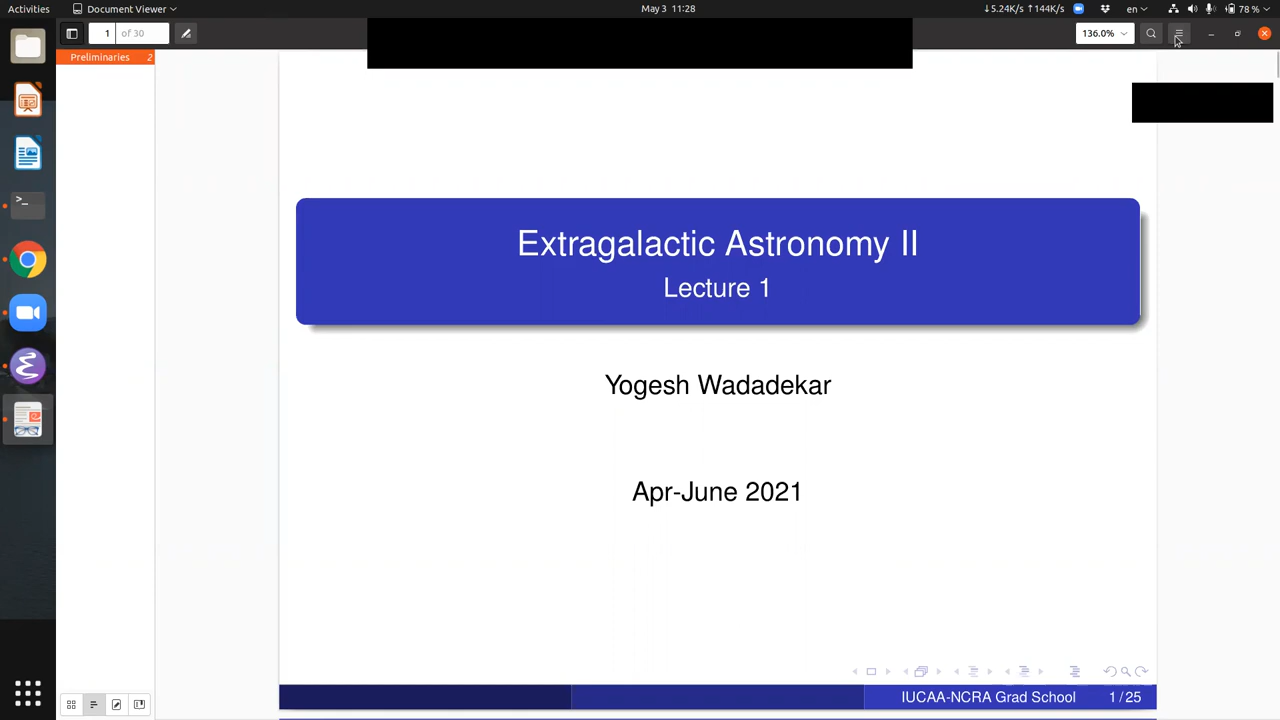 Activities
Document Viewer
May 3 11:28
↓5.24K/s ↑144K/s
en
78 %
1
of 30
136.0%
Preliminaries 2
Extragalactic Astronomy II
Lecture 1
Yogesh Wadadekar
Apr-June 2021
IUCAA-NCRA Grad School
1 / 25